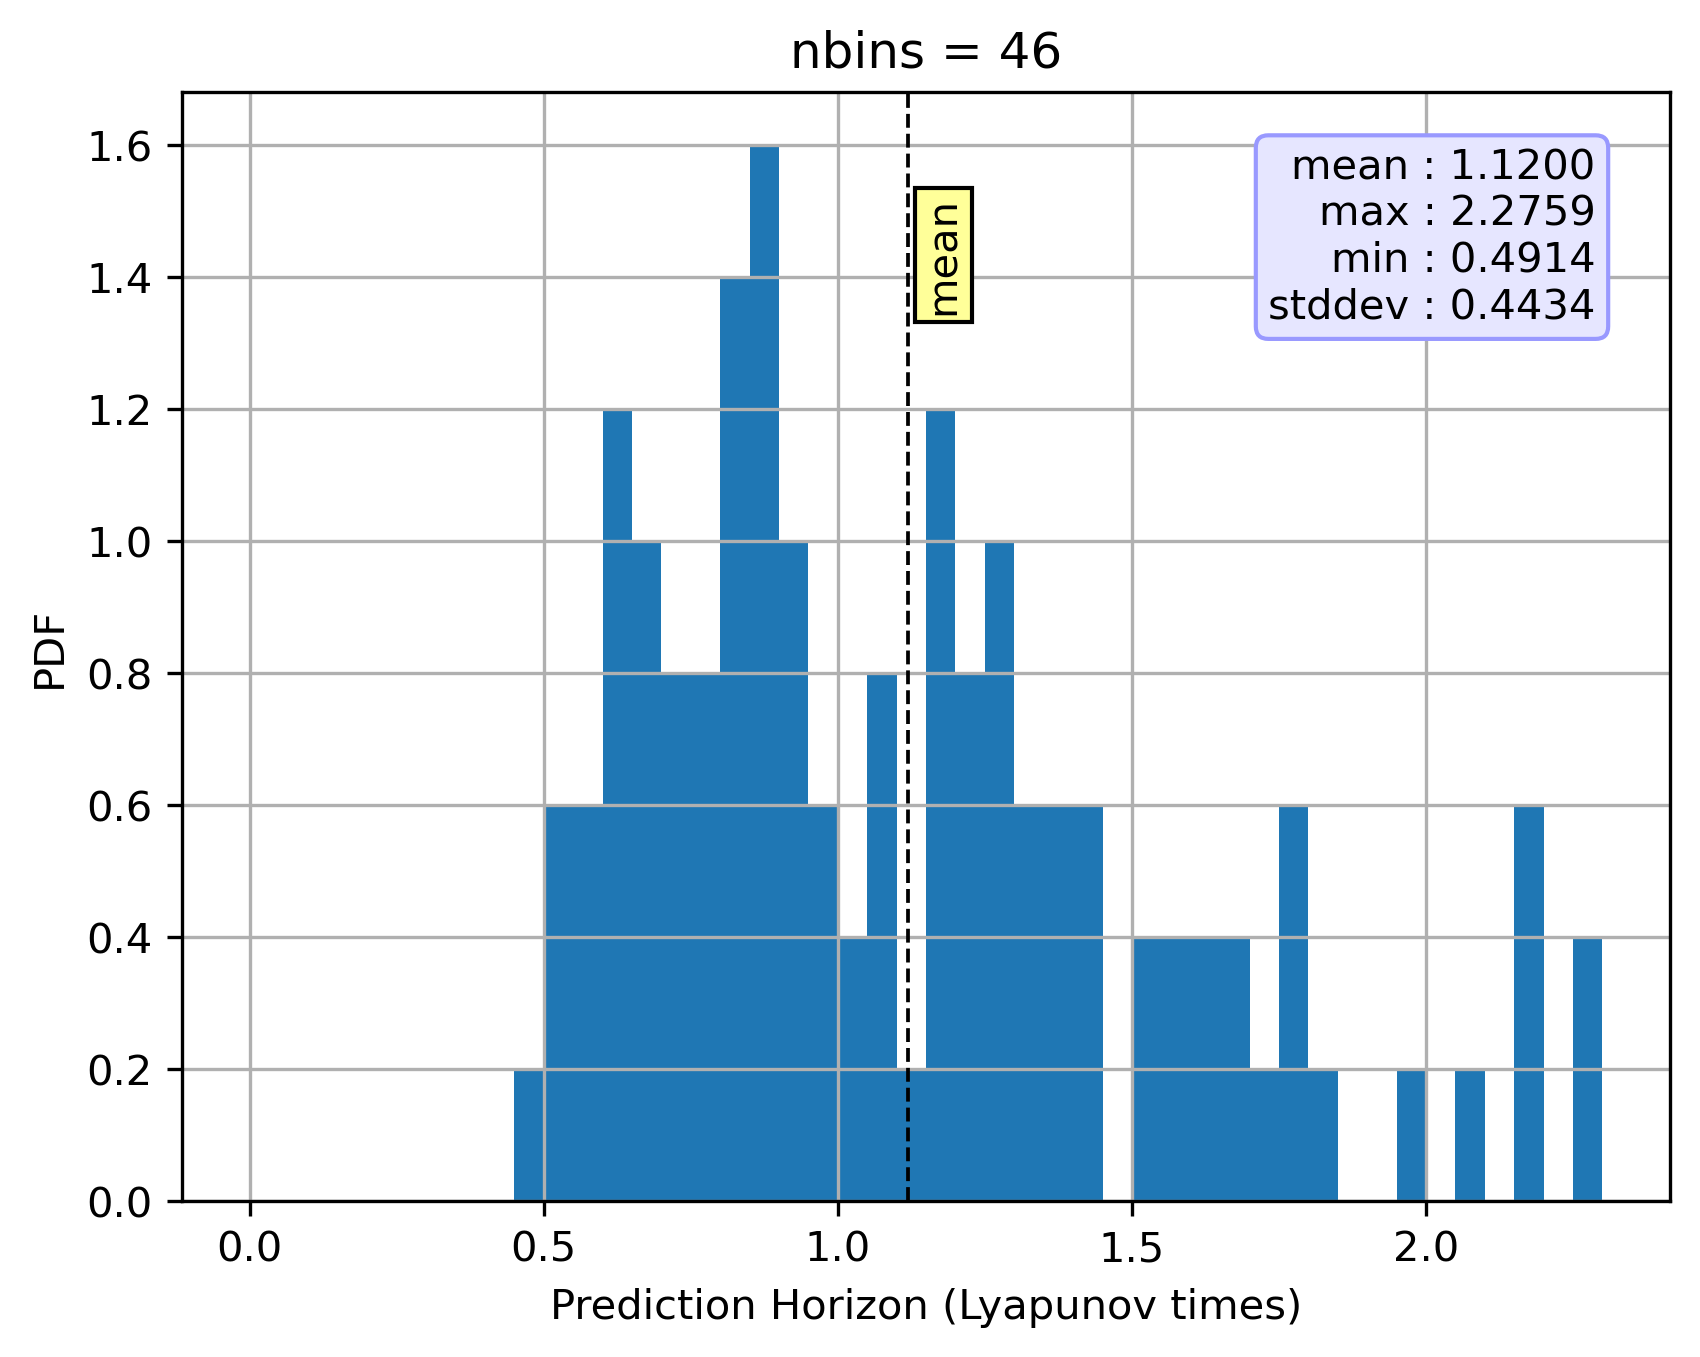 nbins = 46
1.6
1.4
1.2
1.0
0.8
0.6
0.4
0.2
0.0
PDF
mean
mean : 1.1200
max : 2.2759
min : 0.4914
stddev : 0.4434
0.0 0.5 1.0 1.5 2.0
Prediction Horizon (Lyapunov times)